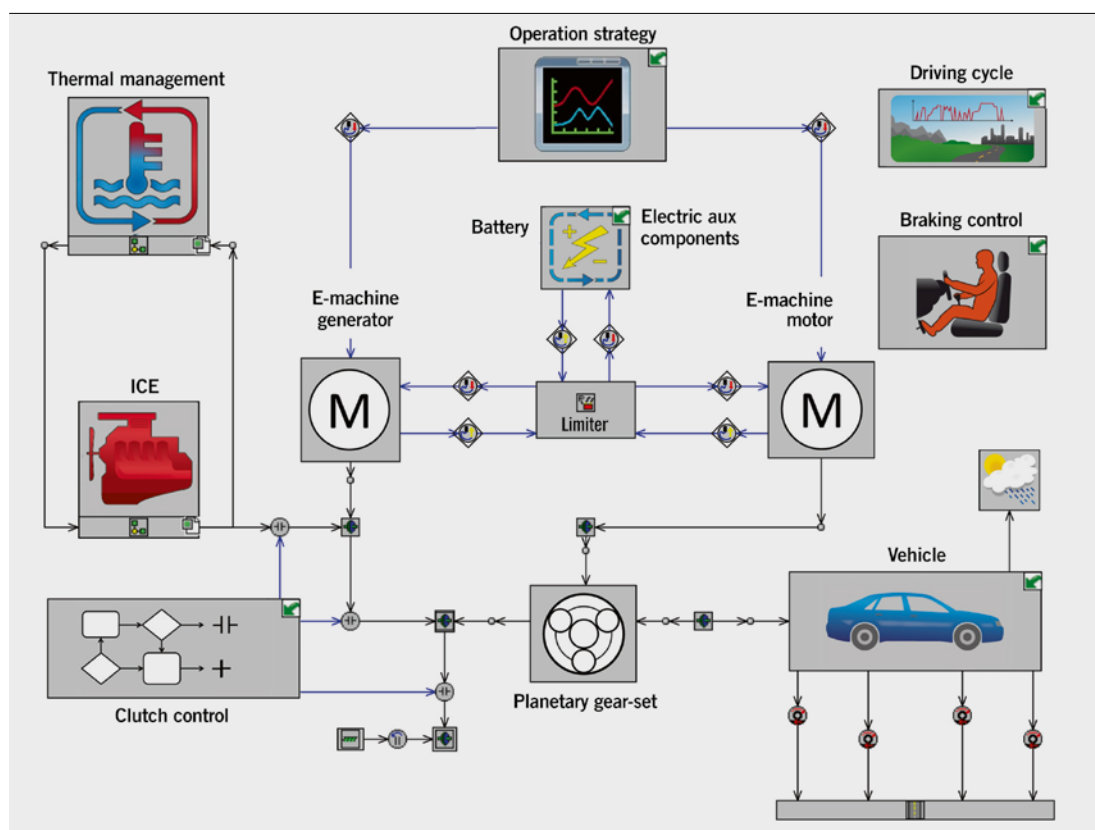 Operation strategy
Thermal management
Driving cycle
Battery
Electric aux
components
Braking control
E-machine
generator
E-machine
motor
ICE
M
M
Limiter
Vehicle
Clutch control
Planetary gear-set